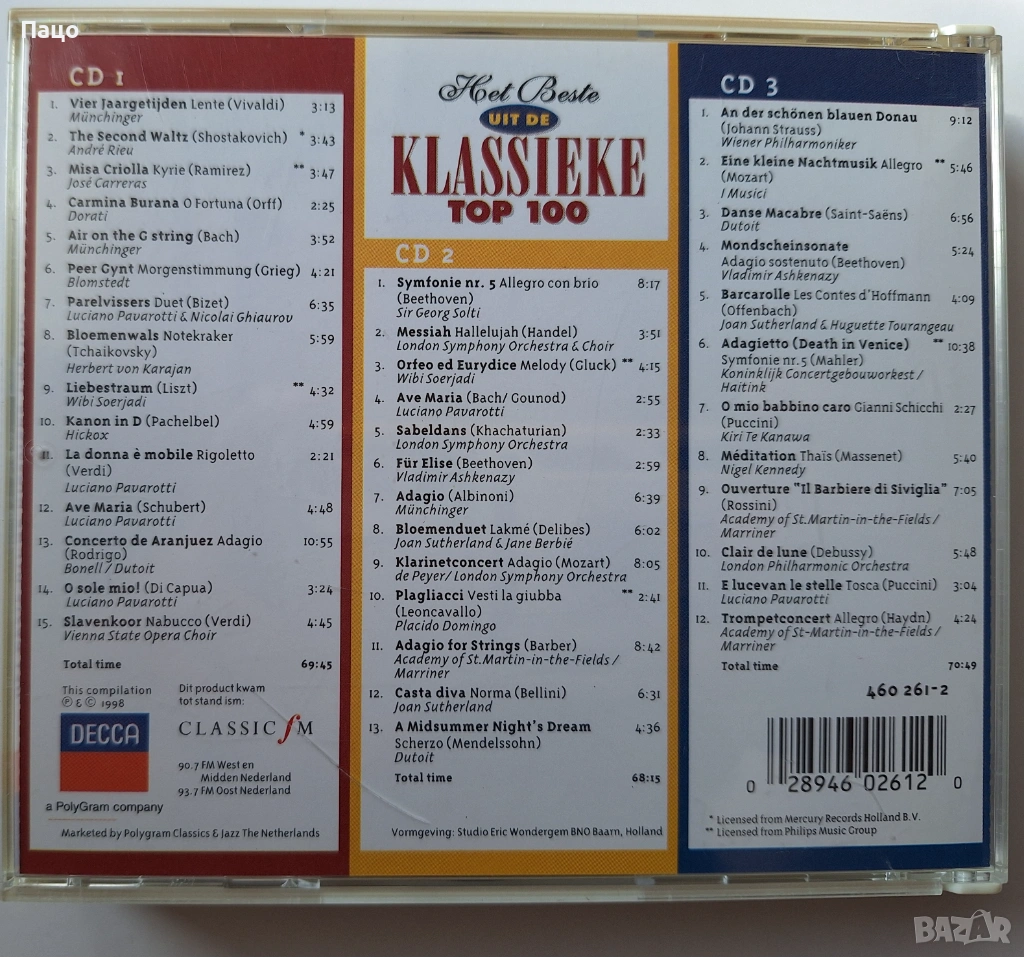 Пацо
CD 1
1. Vier Jaargetijden Lente (Vivaldi) 3:13
Münchinger
2. The Second Waltz (Shostakovich) * 3:43
André Rieu
3. Misa Criolla Kyrie (Ramirez) ** 3:47
José Carreras
4. Carmina Burana O Fortuna (Orff) 2:25
Dorati
5. Air on the G string (Bach) 3:52
Münchinger
6. Peer Gynt Morgenstimmung (Grieg) 4:21
Blomstedt
7. Parelvissers Duet (Bizet) 6:35
Luciano Pavarotti & Nicolai Ghiaurov
8. Bloemenwals Notekraker 5:59
(Tchaikovsky)
Herbert von Karajan
9. Liebestraum (Liszt) ** 4:32
Wibi Soerjadi
10. Kanon in D (Pachelbel) 4:59
Hickox
11. La donna è mobile Rigoletto 2:21
(Verdi)
Luciano Pavarotti
12. Ave Maria (Schubert) 4:48
Luciano Pavarotti
13. Concerto de Aranjuez Adagio 10:55
(Rodrigo)
Bonell / Dutoit
14. O sole mio! (Di Capua) 3:24
Luciano Pavarotti
15. Slavenkoor Nabucco (Verdi) 4:45
Vienna State Opera Choir
Total time 69:45
This compilation
℗ & © 1998
DECCA
a PolyGram company
Dit product kwam
tot stand ism:
CLASSIC fM
90.7 FM West en
Midden Nederland
93.7 FM Oost Nederland
Marketed by Polygram Classics & Jazz The Netherlands
Het Beste
UIT DE
KLASSIEKE
TOP 100
CD 2
1. Symfonie nr. 5 Allegro con brio 8:17
(Beethoven)
Sir Georg Solti
2. Messiah Hallelujah (Handel) 3:51
London Symphony Orchestra & Choir
3. Orfeo ed Eurydice Melody (Gluck) ** 4:15
Wibi Soerjadi
4. Ave Maria (Bach/ Gounod) 2:55
Luciano Pavarotti
5. Sabeldans (Khachaturian) 2:33
London Symphony Orchestra
6. Für Elise (Beethoven) 2:59
Vladimir Ashkenazy
7. Adagio (Albinoni) 6:39
Münchinger
8. Bloemenduet Lakmé (Delibes) 6:02
Joan Sutherland & Jane Berbié
9. Klarinetconcert Adagio (Mozart) 8:05
de Peyer/ London Symphony Orchestra
10. Plagliacci Vesti la giubba ** 2:41
(Leoncavallo)
Placido Domingo
11. Adagio for Strings (Barber) 8:42
Academy of St.Martin-in-the-Fields /
Marriner
12. Casta diva Norma (Bellini) 6:31
Joan Sutherland
13. A Midsummer Night's Dream 4:36
Scherzo (Mendelssohn)
Dutoit
Total time 68:15
Vormgeving: Studio Eric Wondergem BNO Baarn, Holland
CD 3
1. An der schönen blauen Donau 9:12
(Johann Strauss)
Wiener Philharmoniker
2. Eine kleine Nachtmusik Allegro ** 5:46
(Mozart)
I Musici
3. Danse Macabre (Saint-Saëns) 6:56
Dutoit
4. Mondscheinsonate 5:24
Adagio sostenuto (Beethoven)
Vladimir Ashkenazy
5. Barcarolle Les Contes d'Hoffmann 4:09
(Offenbach)
Joan Sutherland & Huguette Tourangeau
6. Adagietto (Death in Venice) ** 10:38
Symfonie nr.5 (Mahler)
Koninklijk Concertgebouworkest /
Haitink
7. O mio babbino caro Gianni Schicchi 2:27
(Puccini)
Kiri Te Kanawa
8. Méditation Thaïs (Massenet) 5:40
Nigel Kennedy
9. Ouverture "Il Barbiere di Siviglia" 7:05
(Rossini)
Academy of St.Martin-in-the-Fields /
Marriner
10. Clair de lune (Debussy) 5:48
London Philharmonic Orchestra
11. E lucevan le stelle Tosca (Puccini) 3:04
Luciano Pavarotti
12. Trompetconcert Allegro (Haydn) 4:24
Academy of St-Martin-in-the-Fields /
Marriner
Total time 70:49
460 261-2
0 28946 02612 0
* Licensed from Mercury Records Holland B.V.
** Licensed from Philips Music Group
BAZAR